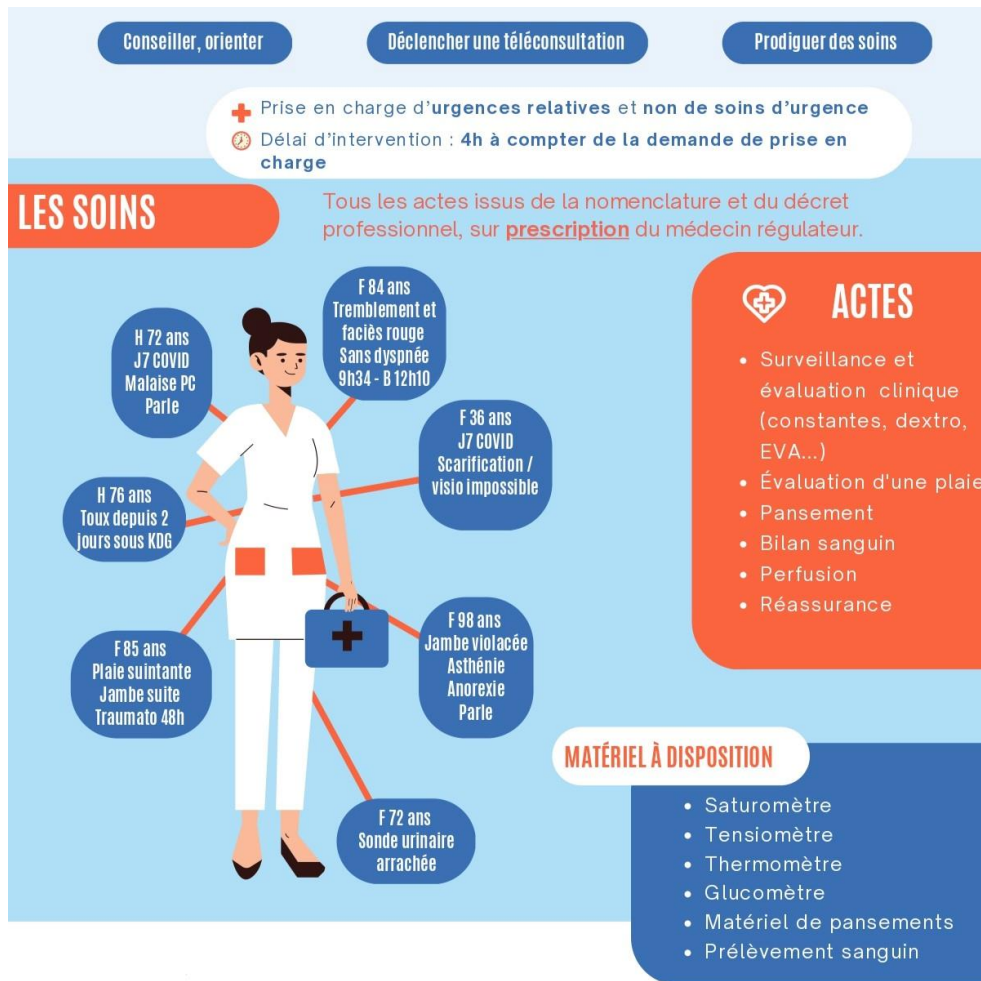 Conseiller, orienter
Déclencher une téléconsultation
Prodiguer des soins
Prise en charge d'urgences relatives et non de soins d'urgence
Délai d'intervention : 4h à compter de la demande de prise en
charge
LES SOINS
Tous les actes issus de la nomenclature et du décret
professionnel, sur prescription du médecin régulateur.
F 84 ans
Tremblement et
faciès rouge
Sans dyspnée
9h34 - B 12h10
H 72 ans
J7 COVID
Malaise PC
Parle
F 36 ans
J7 COVID
Scarification /
visio impossible
H 76 ans
Toux depuis 2
jours sous KDG
F 85 ans
Plaie suintante
Jambe suite
Traumato 48h
F 98 ans
Jambe violacée
Asthénie
Anorexie
Parle
F 72 ans
Sonde urinaire
arrachée
ACTES
• Surveillance et
évaluation clinique
(constantes, dextro,
EVA...)
• Évaluation d'une plaie
• Pansement
• Bilan sanguin
• Perfusion
• Réassurance
MATÉRIEL À DISPOSITION
• Saturomètre
• Tensiomètre
• Thermomètre
• Glucomètre
• Matériel de pansements
• Prélèvement sanguin